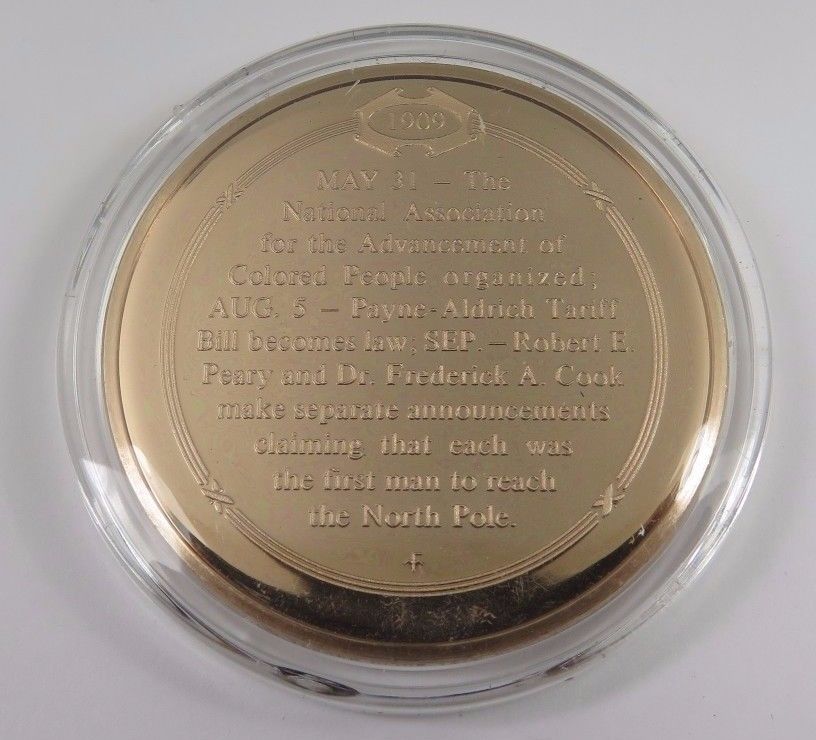 1909
MAY 31 – The
National Association
for the Advancement of
Colored People organized;
AUG. 5 – Payne-Aldrich Tariff
Bill becomes law; SEP. – Robert E.
Peary and Dr. Frederick A. Cook
make separate announcements
claiming that each was
the first man to reach
the North Pole.